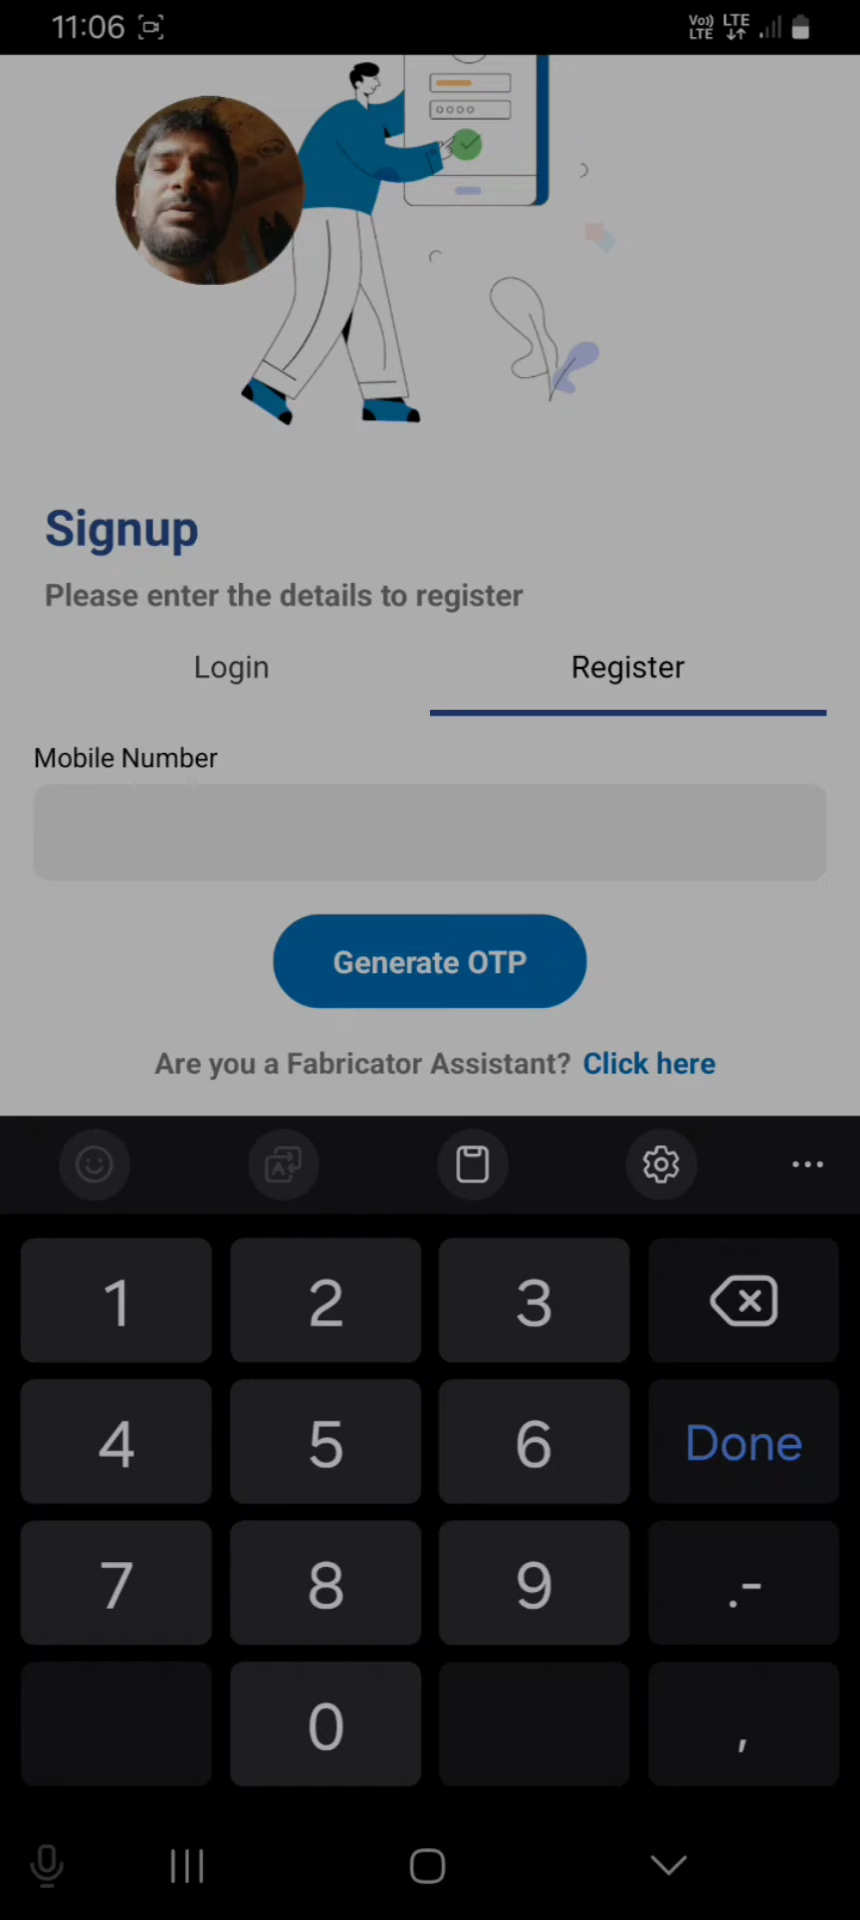 11:06
Vo)) LTE
LTE
Signup
Please enter the details to register
Login Register
Mobile Number
Generate OTP
Are you a Fabricator Assistant? Click here
1 2 3
4 5 6 Done
7 8 9 .-
0 ,